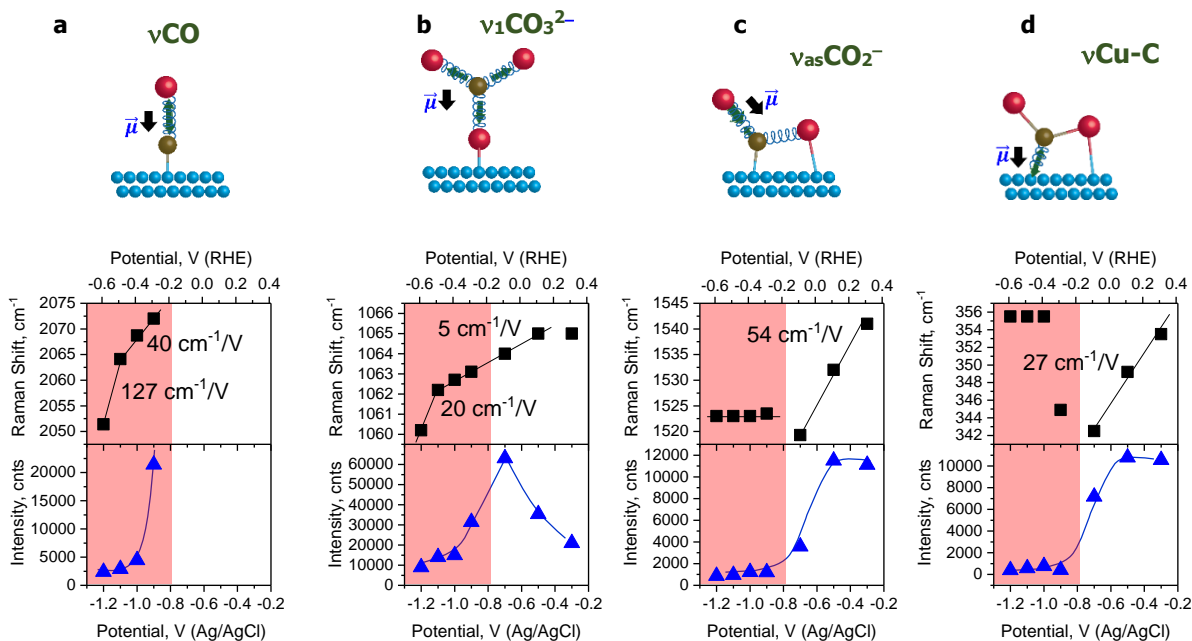 a
νCO
μ⃗
Potential, V (RHE)
-0.6 -0.4 -0.2 0.0 0.2 0.4
Raman Shift, cm-1
2075
2070
2065
2060
2055
2050
40 cm-1/V
127 cm-1/V
Intensity, cnts
20000
15000
10000
5000
0
-1.2 -1.0 -0.8 -0.6 -0.4 -0.2
Potential, V (Ag/AgCl)
b
ν1CO32−
μ⃗
Potential, V (RHE)
-0.6 -0.4 -0.2 0.0 0.2 0.4
Raman Shift, cm-1
1066
1065
1064
1063
1062
1061
1060
5 cm-1/V
20 cm-1/V
Intensity, cnts
60000
50000
40000
30000
20000
10000
0
-1.2 -1.0 -0.8 -0.6 -0.4 -0.2
Potential, V (Ag/AgCl)
c
νasCO2−
μ⃗
Potential, V (RHE)
-0.6 -0.4 -0.2 0.0 0.2 0.4
Raman Shift, cm-1
1545
1540
1535
1530
1525
1520
54 cm-1/V
Intensity, cnts
12000
10000
8000
6000
4000
2000
0
-1.2 -1.0 -0.8 -0.6 -0.4 -0.2
Potential, V (Ag/AgCl)
d
νCu-C
μ⃗
Potential, V (RHE)
-0.6 -0.4 -0.2 0.0 0.2 0.4
Raman Shift, cm-1
356
354
352
350
348
346
344
342
27 cm-1/V
Intensity, cnts
10000
8000
6000
4000
2000
0
-1.2 -1.0 -0.8 -0.6 -0.4 -0.2
Potential, V (Ag/AgCl)